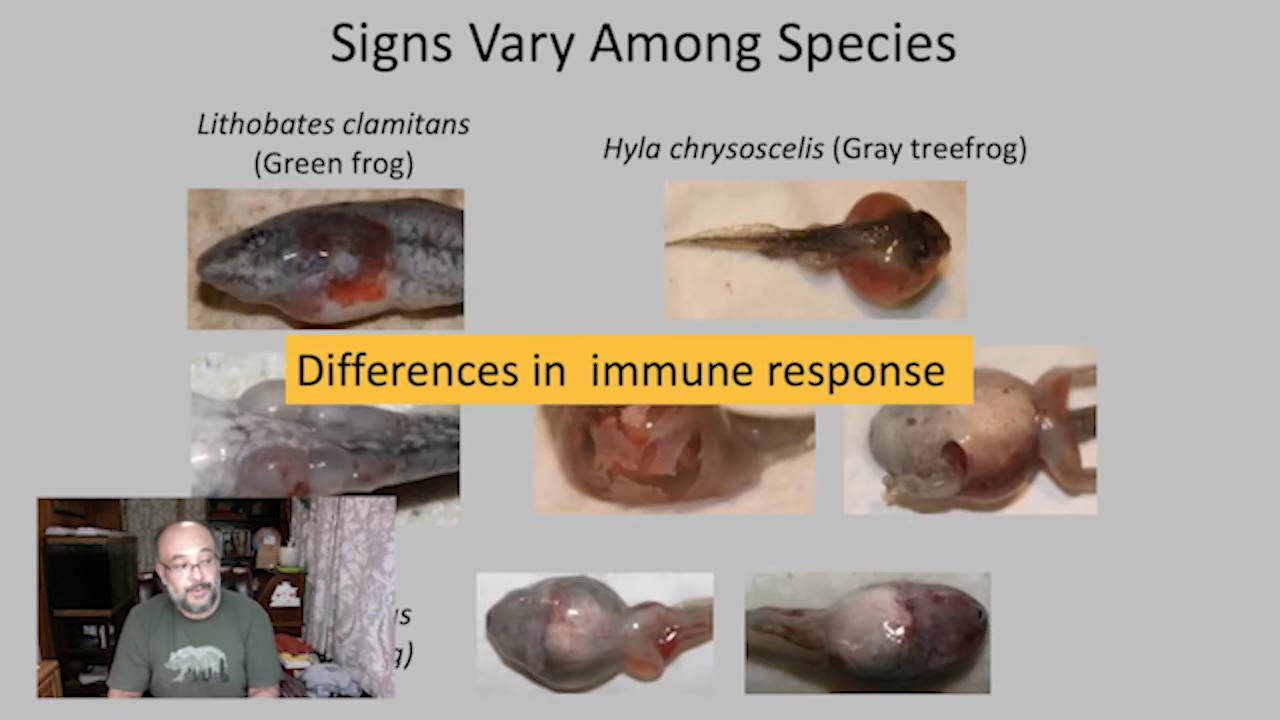 Signs Vary Among Species
Lithobates clamitans
(Green frog)
Hyla chrysoscelis (Gray treefrog)
Differences in  immune response